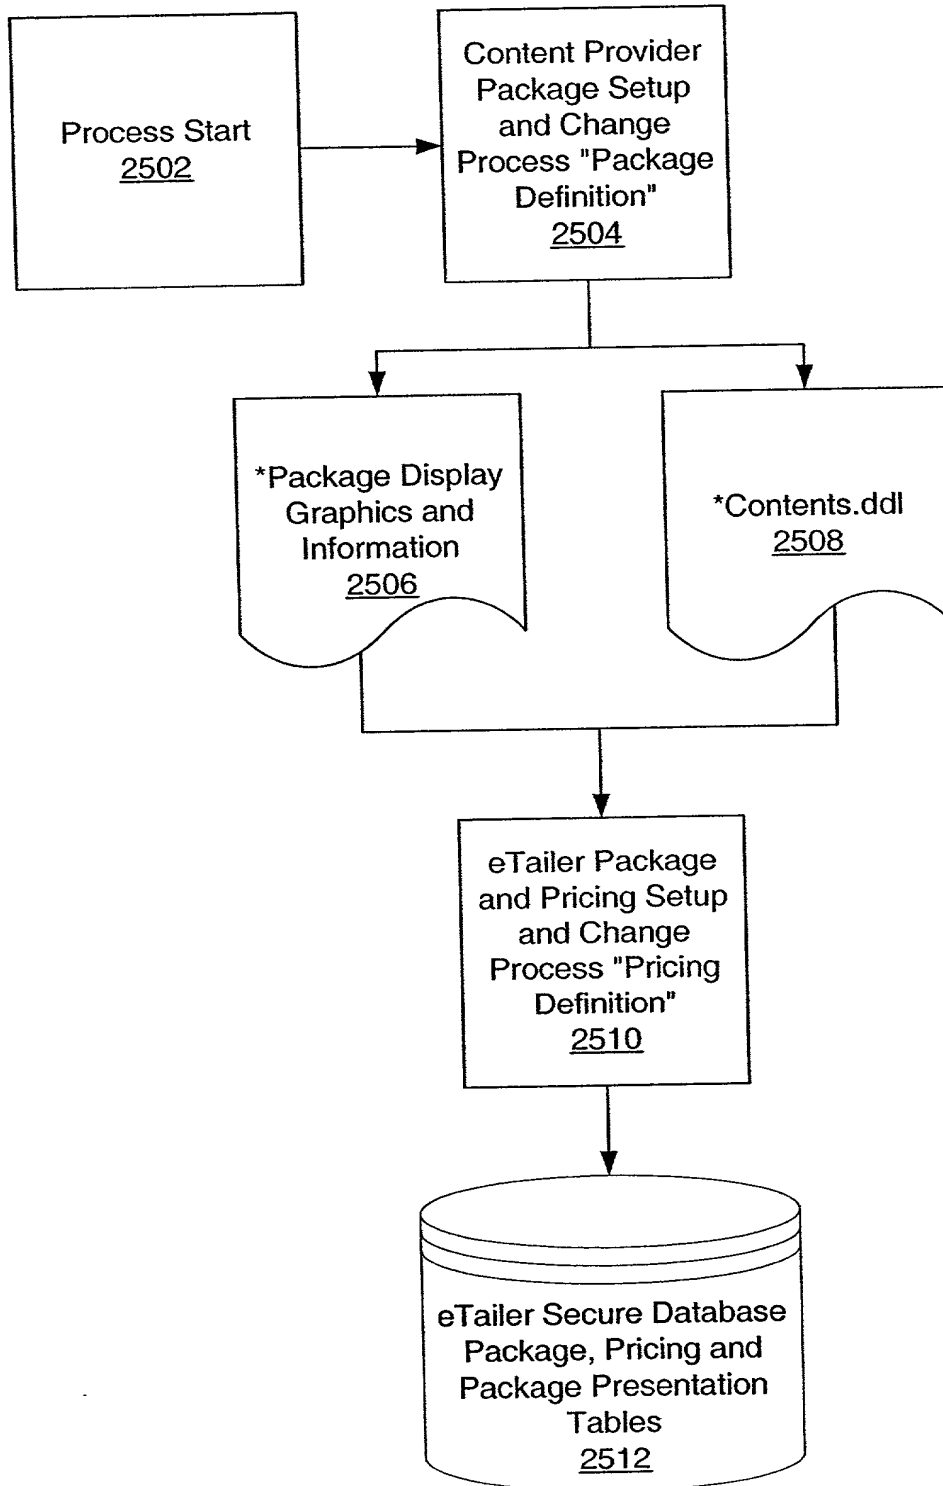 Process Start
2502
Content Provider
Package Setup
and Change
Process "Package
Definition"
2504
*Package Display
Graphics and
Information
2506
*Contents.ddl
2508
eTailer Package
and Pricing Setup
and Change
Process "Pricing
Definition"
2510
eTailer Secure Database
Package, Pricing and
Package Presentation
Tables
2512